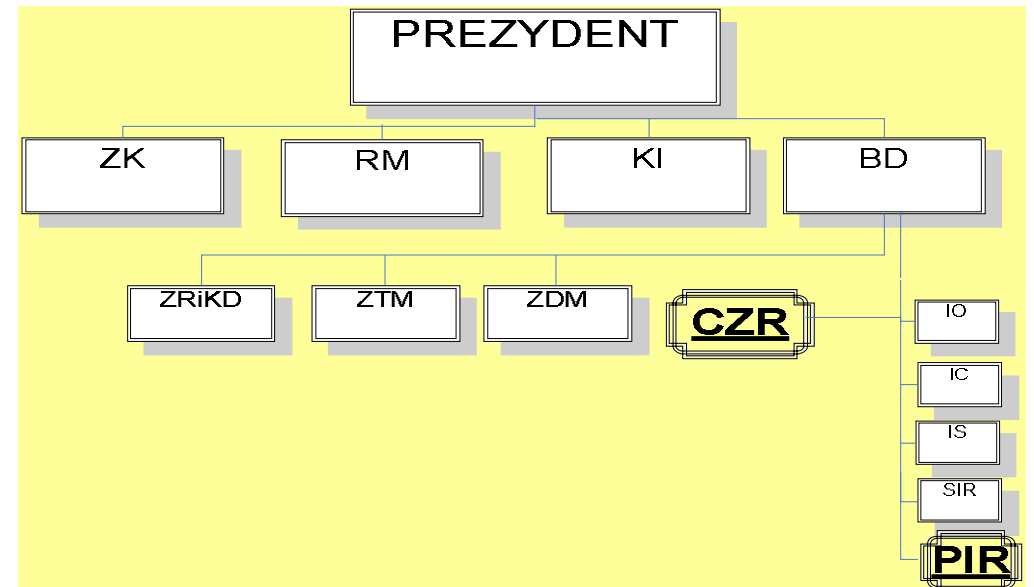 PREZYDENT
ZK
RM
KI
BD
ZRiKD
ZTM
ZDM
CZR
IO
IC
IS
SIR
PIR